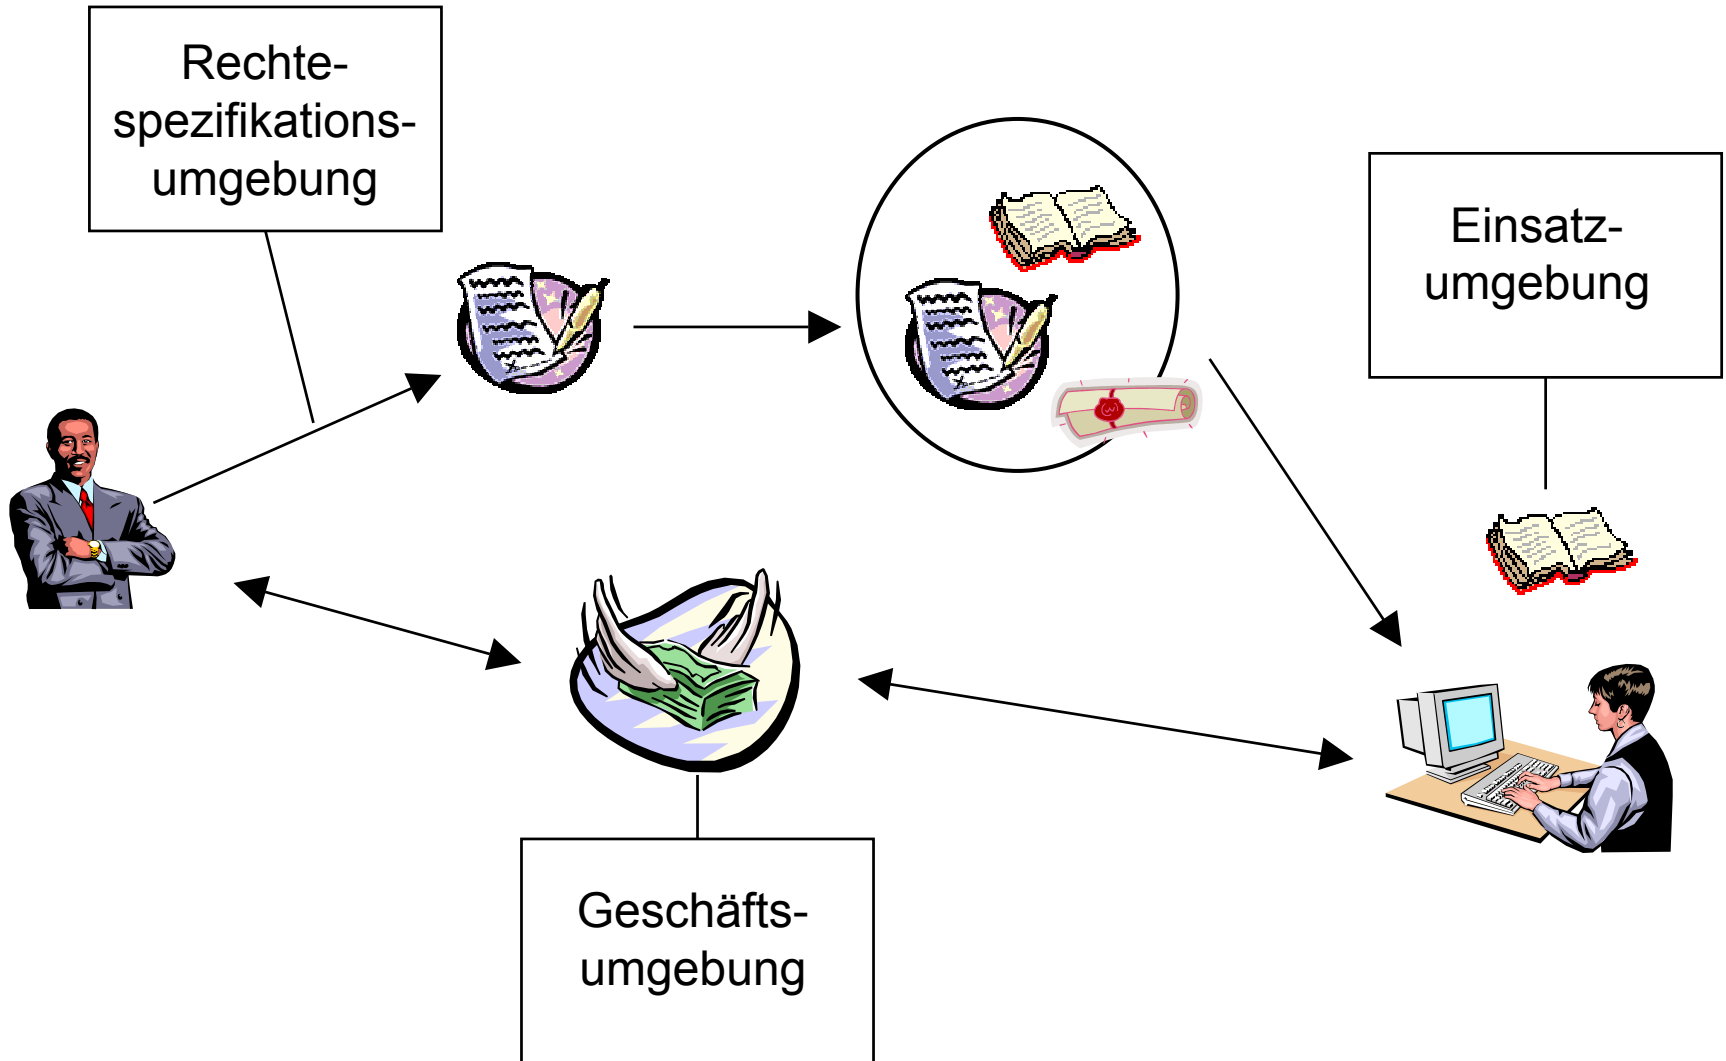 Rechte-
spezifikations-
umgebung
Einsatz-
umgebung
Geschäfts-
umgebung